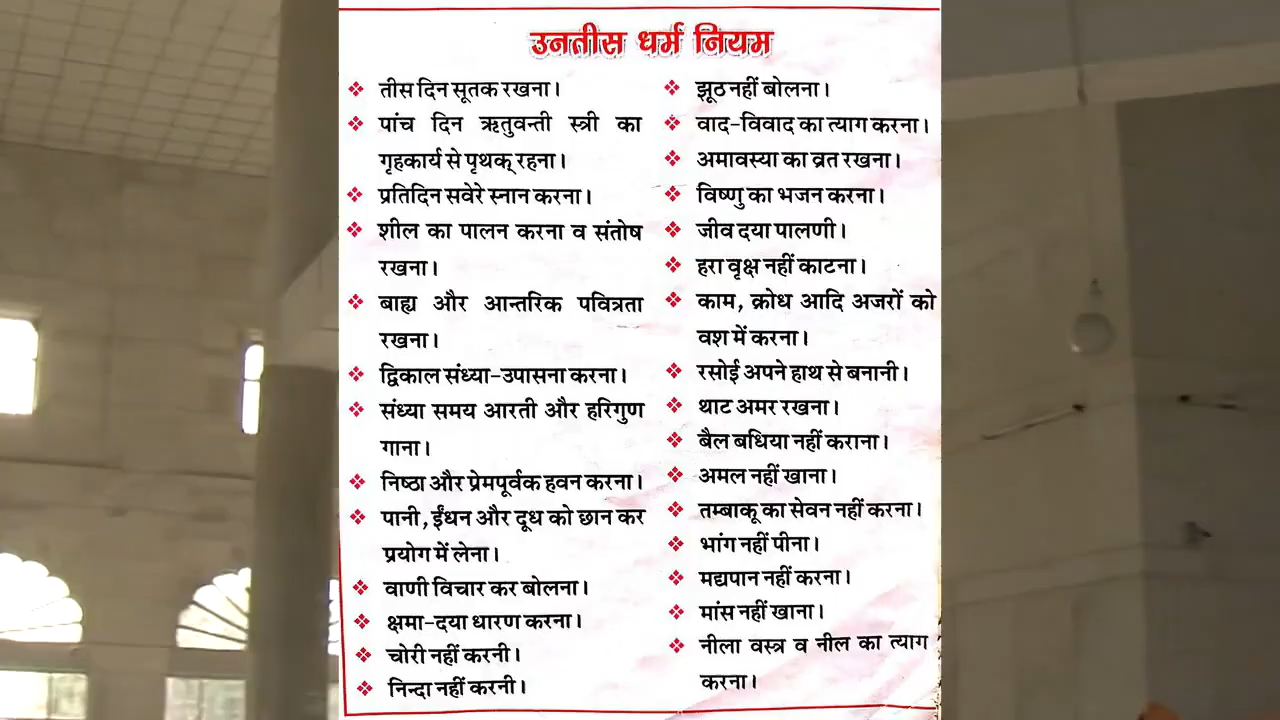 उनतीस धर्म नियम
❖ तीस दिन सूतक रखना।
❖ पांच दिन ऋतुवन्ती स्त्री का
गृहकार्य से पृथक् रहना।
❖ प्रतिदिन सवेरे स्नान करना।
❖ शील का पालन करना व संतोष
रखना।
❖ बाह्य और आन्तरिक पवित्रता
रखना।
❖ द्विकाल संध्या-उपासना करना।
❖ संध्या समय आरती और हरिगुण
गाना।
❖ निष्ठा और प्रेमपूर्वक हवन करना।
❖ पानी, ईंधन और दूध को छान कर
प्रयोग में लेना।
❖ वाणी विचार कर बोलना।
❖ क्षमा-दया धारण करना।
❖ चोरी नहीं करनी।
❖ निन्दा नहीं करनी।
❖ झूठ नहीं बोलना।
❖ वाद-विवाद का त्याग करना।
❖ अमावस्या का व्रत रखना।
❖ विष्णु का भजन करना।
❖ जीव दया पालणी।
❖ हरा वृक्ष नहीं काटना।
❖ काम, क्रोध आदि अजरों को
वश में करना।
❖ रसोई अपने हाथ से बनानी।
❖ थाट अमर रखना।
❖ बैल बधिया नहीं कराना।
❖ अमल नहीं खाना।
❖ तम्बाकू का सेवन नहीं करना।
❖ भांग नहीं पीना।
❖ मद्यपान नहीं करना।
❖ मांस नहीं खाना।
❖ नीला वस्त्र व नील का त्याग
करना।